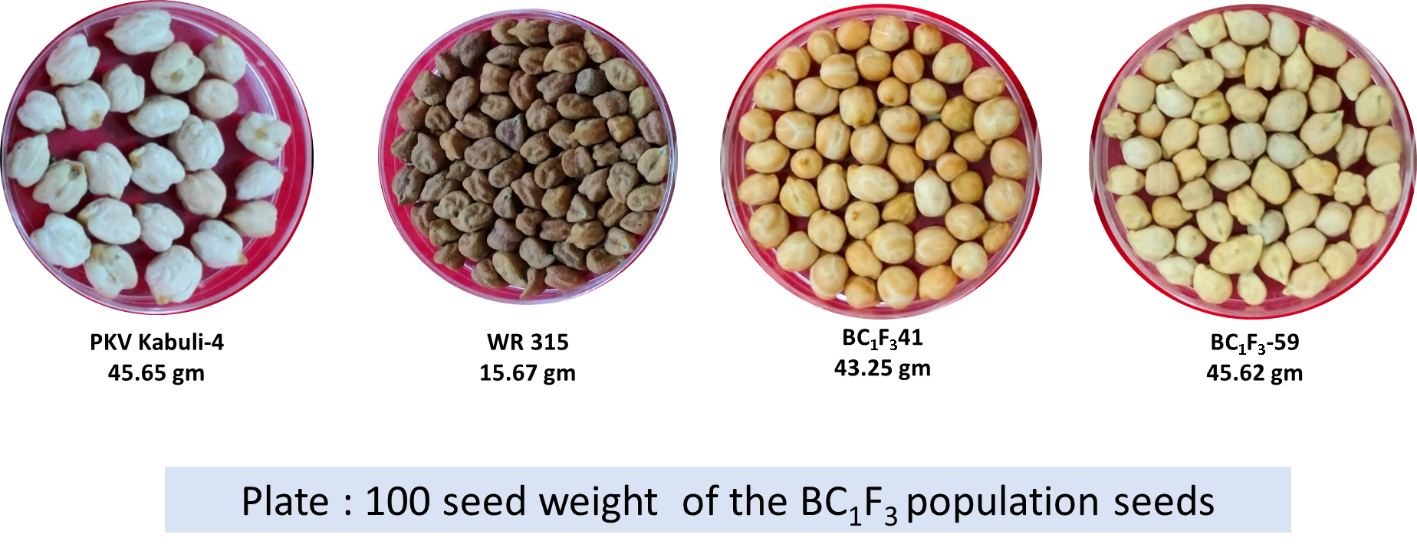 PKV Kabuli-4
45.65 gm
WR 315
15.67 gm
BC₁F₃41
43.25 gm
BC₁F₃-59
45.62 gm
Plate : 100 seed weight of the BC₁F₃ population seeds